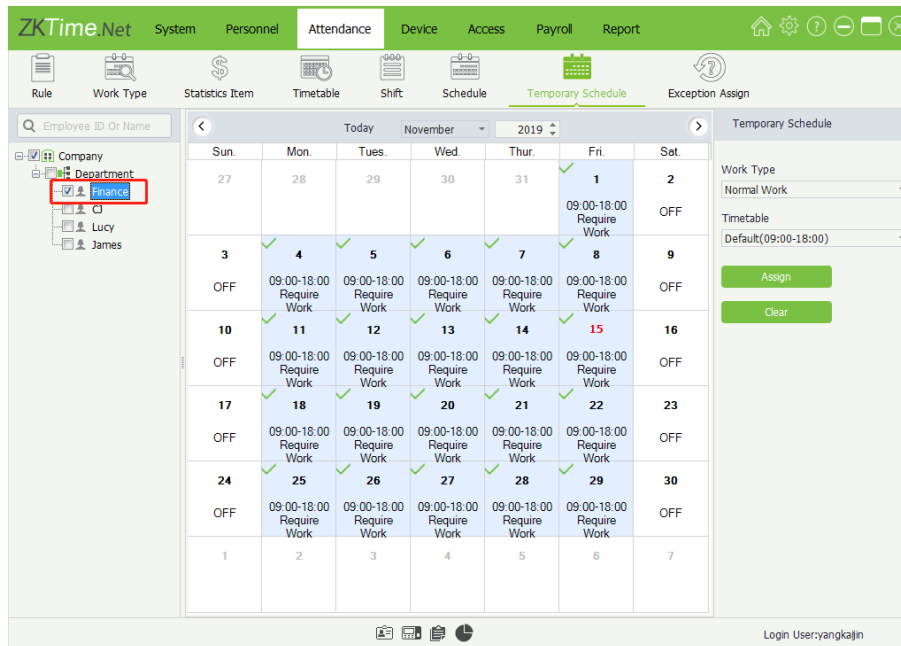 ZKTime.Net System Personnel Attendance Device Access Payroll Report
Rule Work Type Statistics Item Timetable Shift Schedule Temporary Schedule Exception Assign
Employee ID Or Name
Company
Department
Finance
CJ
Lucy
James
Today November 2019
Sun. Mon. Tues. Wed. Thur. Fri. Sat.
27 28 29 30 31 1 2
09:00-18:00 OFF
Require
Work
3 4 5 6 7 8 9
OFF 09:00-18:00 09:00-18:00 09:00-18:00 09:00-18:00 09:00-18:00 OFF
Require Require Require Require Require
Work Work Work Work Work
10 11 12 13 14 15 16
OFF 09:00-18:00 09:00-18:00 09:00-18:00 09:00-18:00 09:00-18:00 OFF
Require Require Require Require Require
Work Work Work Work Work
17 18 19 20 21 22 23
OFF 09:00-18:00 09:00-18:00 09:00-18:00 09:00-18:00 09:00-18:00 OFF
Require Require Require Require Require
Work Work Work Work Work
24 25 26 27 28 29 30
OFF 09:00-18:00 09:00-18:00 09:00-18:00 09:00-18:00 09:00-18:00 OFF
Require Require Require Require Require
Work Work Work Work Work
1 2 3 4 5 6 7
Temporary Schedule
Work Type
Normal Work
Timetable
Default(09:00-18:00)
Assign
Clear
Login User:yangkaijin